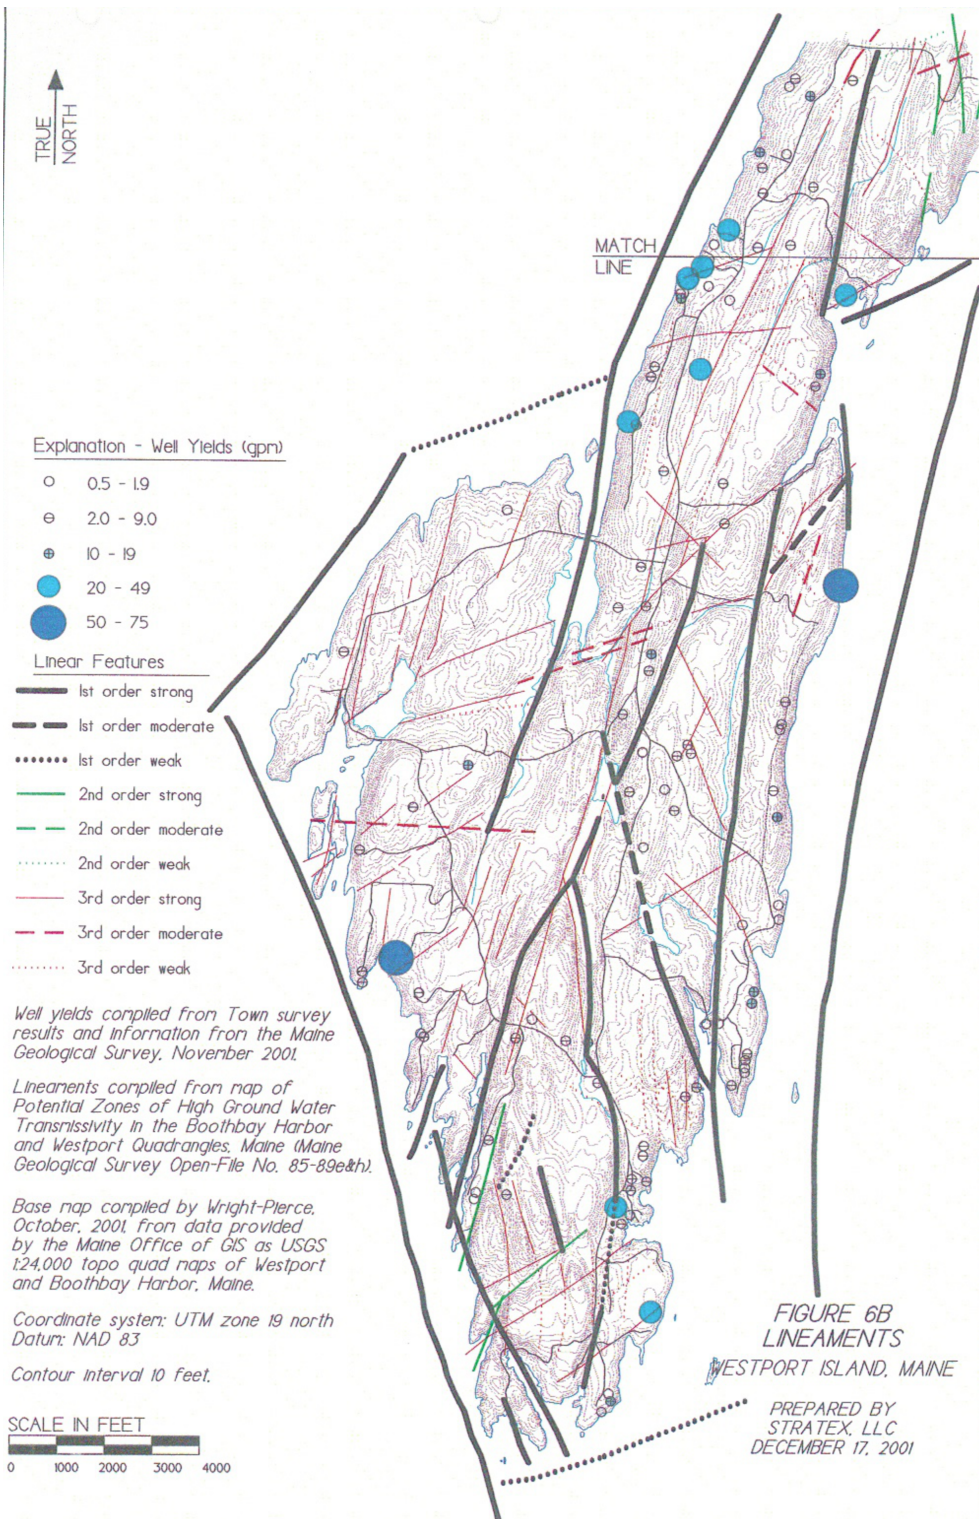 TRUE
NORTH
MATCH
LINE
Explanation - Well Yields (gpm)
0.5 - 1.9
2.0 - 9.0
10 - 19
20 - 49
50 - 75
Linear Features
1st order strong
1st order moderate
1st order weak
2nd order strong
2nd order moderate
2nd order weak
3rd order strong
3rd order moderate
3rd order weak
Well yields compiled from Town survey
results and information from the Maine
Geological Survey, November 2001.
Lineaments compiled from map of
Potential Zones of High Ground Water
Transmissivity in the Boothbay Harbor
and Westport Quadrangles, Maine (Maine
Geological Survey Open-File No. 85-89e&h).
Base map compiled by Wright-Pierce,
October, 2001, from data provided
by the Maine Office of GIS as USGS
1:24,000 topo quad maps of Westport
and Boothbay Harbor, Maine.
Coordinate system: UTM zone 19 north
Datum: NAD 83
Contour interval 10 feet.
SCALE IN FEET
0 1000 2000 3000 4000
FIGURE 6B
LINEAMENTS
WESTPORT ISLAND, MAINE
PREPARED BY
STRATEX, LLC
DECEMBER 17, 2001